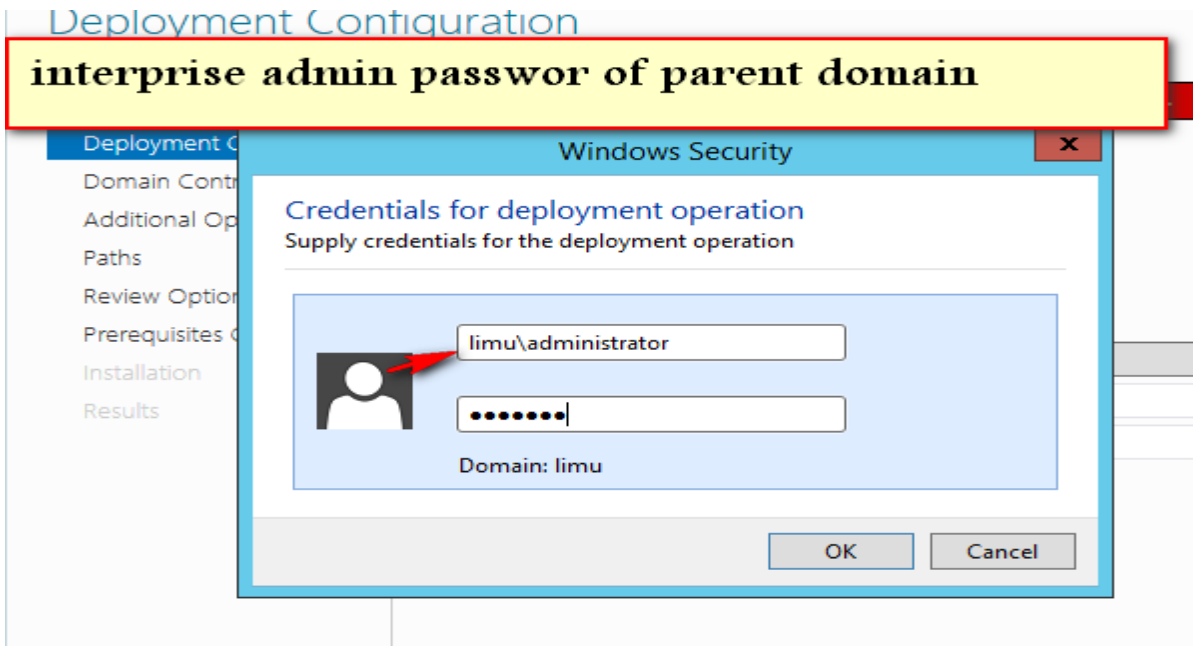 Deployment Configuration
interprise admin passwor of parent domain
Deployment C
Windows Security
x
Domain Contr
Additional Op
Paths
Review Option
Prerequisites C
Installation
Results
Credentials for deployment operation
Supply credentials for the deployment operation
limu\administrator
•••••••
Domain: limu
OK
Cancel